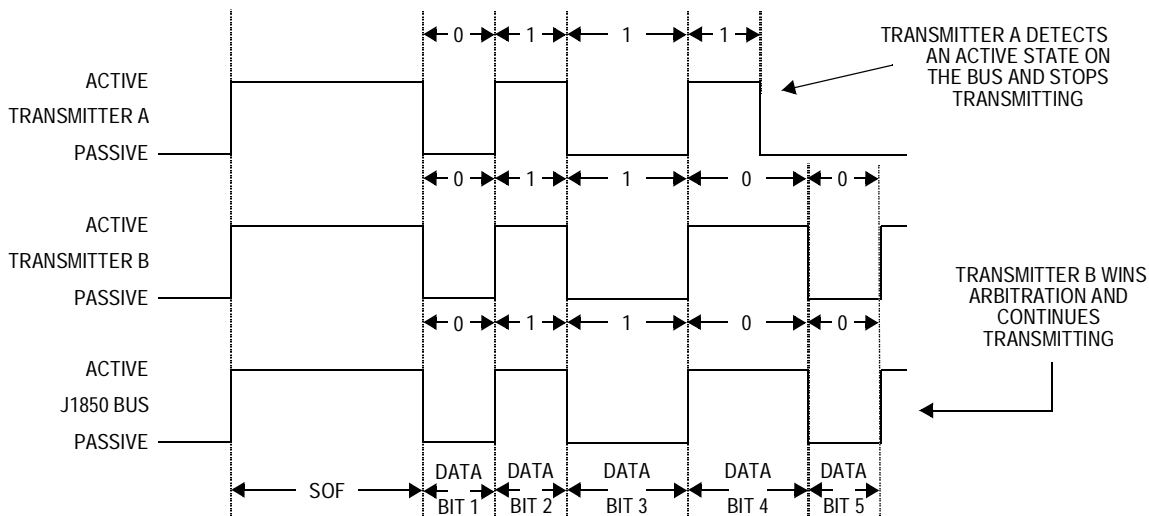 0 1 1 1
TRANSMITTER A DETECTS
AN ACTIVE STATE ON
THE BUS AND STOPS
TRANSMITTING
ACTIVE
TRANSMITTER A
PASSIVE
0 1 1 0 0
ACTIVE
TRANSMITTER B
PASSIVE
TRANSMITTER B WINS
ARBITRATION AND
CONTINUES
TRANSMITTING
0 1 1 0 0
ACTIVE
J1850 BUS
PASSIVE
SOF
DATA
BIT 1
DATA
BIT 2
DATA
BIT 3
DATA
BIT 4
DATA
BIT 5